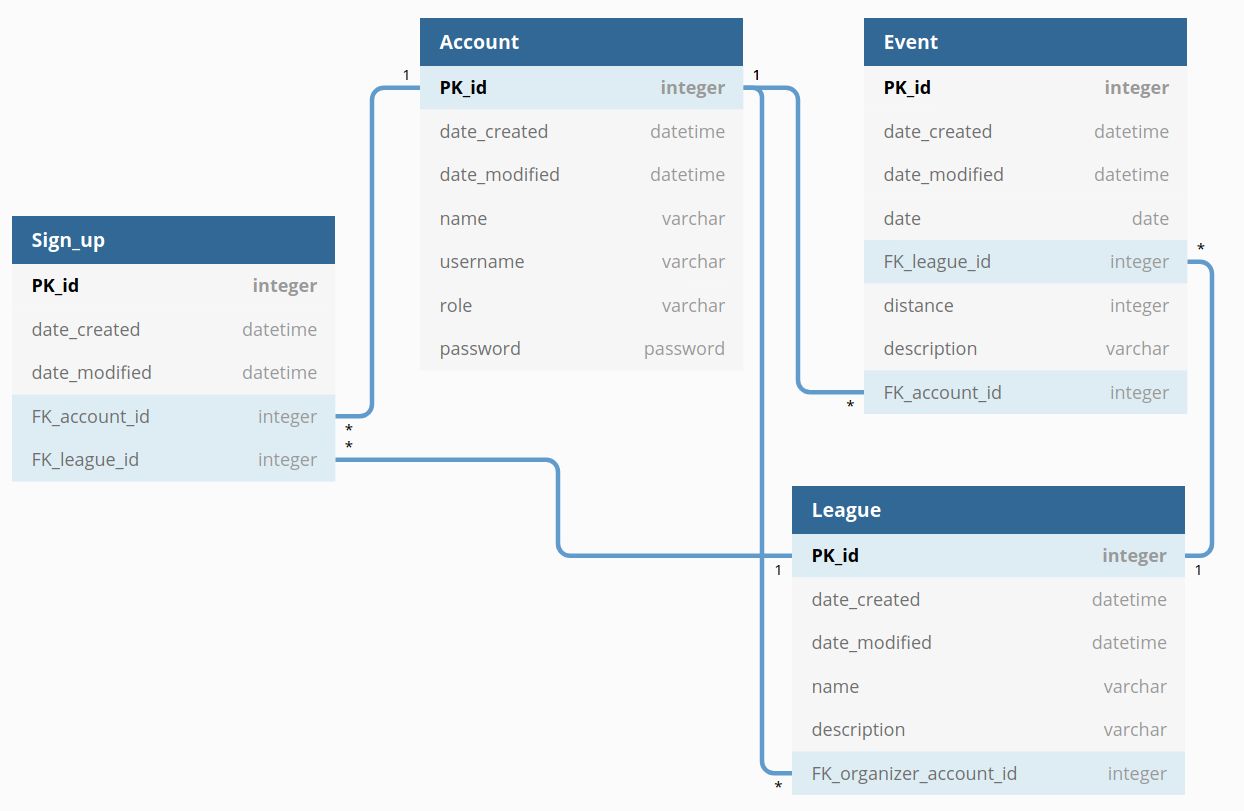 Account
1
PK_id integer
1
date_created datetime
date_modified datetime
name varchar
username varchar
role varchar
password password
Event
PK_id integer
date_created datetime
date_modified datetime
date date
FK_league_id integer
*
distance integer
description varchar
FK_account_id integer
*
Sign_up
PK_id integer
date_created datetime
date_modified datetime
FK_account_id integer
*
*
FK_league_id integer
League
PK_id integer
1
1
date_created datetime
date_modified datetime
name varchar
description varchar
FK_organizer_account_id integer
*